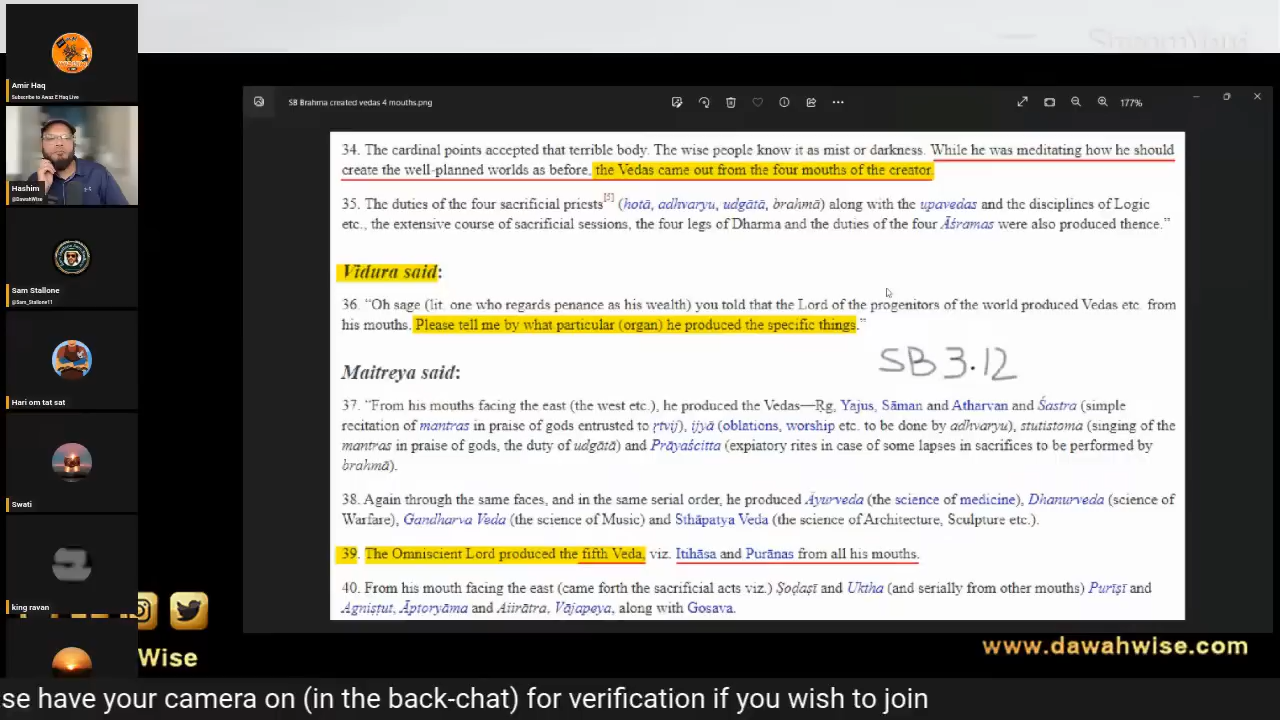 Amir Haq
Subscribe to Awaz E Haq Live
Hashim
@DawahWise
Sam Stallone
@Sam_Stallone11
Hari om tat sat
Swati
king ravan
SB Brahma created vedas 4 mouths.png
177%
34. The cardinal points accepted that terrible body. The wise people know it as mist or darkness. While he was meditating how he should
create the well-planned worlds as before, the Vedas came out from the four mouths of the creator.
35. The duties of the four sacrificial priests[5] (hotā, adhvaryu, udgātā, brahmā) along with the upavedas and the disciplines of Logic
etc., the extensive course of sacrificial sessions, the four legs of Dharma and the duties of the four Āśramas were also produced thence.”
Vidura said:
36. “Oh sage (lit. one who regards penance as his wealth) you told that the Lord of the progenitors of the world produced Vedas etc. from
his mouths. Please tell me by what particular (organ) he produced the specific things.”
SB 3.12
Maitreya said:
37. “From his mouths facing the east (the west etc.), he produced the Vedas—Ṛg, Yajus, Sāman and Atharvan and Śastra (simple
recitation of mantras in praise of gods entrusted to ṛtvij), ijyā (oblations, worship etc. to be done by adhvaryu), stutistoma (singing of the
mantras in praise of gods, the duty of udgātā) and Prāyaścitta (expiatory rites in case of some lapses in sacrifices to be performed by
brahmā).
38. Again through the same faces, and in the same serial order, he produced Āyurveda (the science of medicine), Dhanurveda (science of
Warfare), Gandharva Veda (the science of Music) and Sthāpatya Veda (the science of Architecture, Sculpture etc.).
39. The Omniscient Lord produced the fifth Veda, viz. Itihāsa and Purānas from all his mouths.
40. From his mouth facing the east (came forth the sacrificial acts viz.) Ṣoḍaśī and Uktha (and serially from other mouths) Purīṣī and
Agniṣṭut, Āptoryāma and Atirātra, Vājapeya, along with Gosava.
Wise
www.dawahwise.com
se have your camera on (in the back-chat) for verification if you wish to join